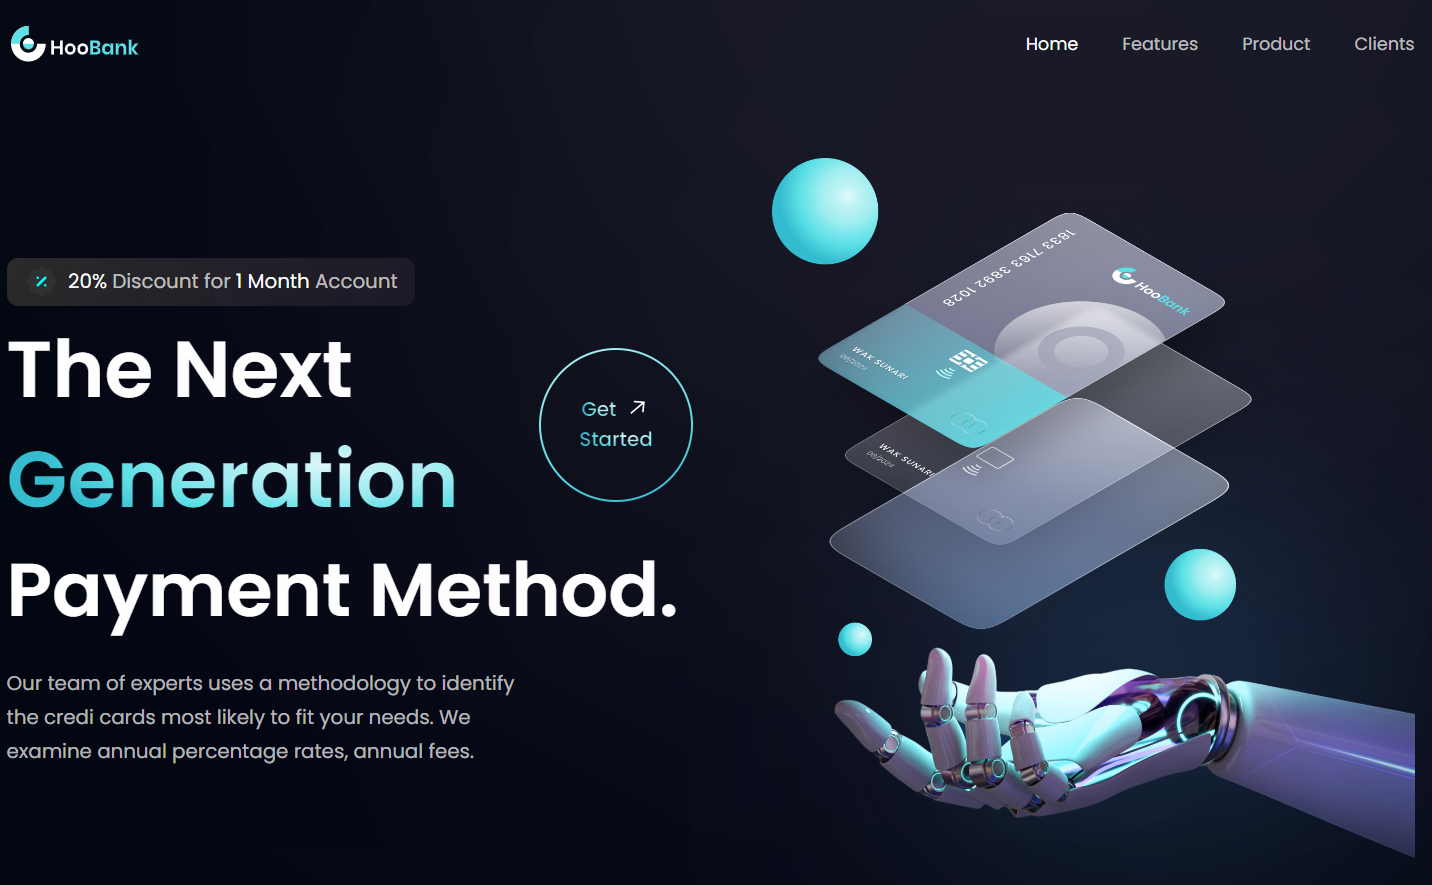 HooBank
Home
Features
Product
Clients
20% Discount for 1 Month Account
The Next
Generation
Payment Method.
Get
Started
Our team of experts uses a methodology to identify
the credi cards most likely to fit your needs. We
examine annual percentage rates, annual fees.
1833 7163 3892 1028
HooBank
WAK SUNARI
06/2024
WAK SUNARI
06/2024